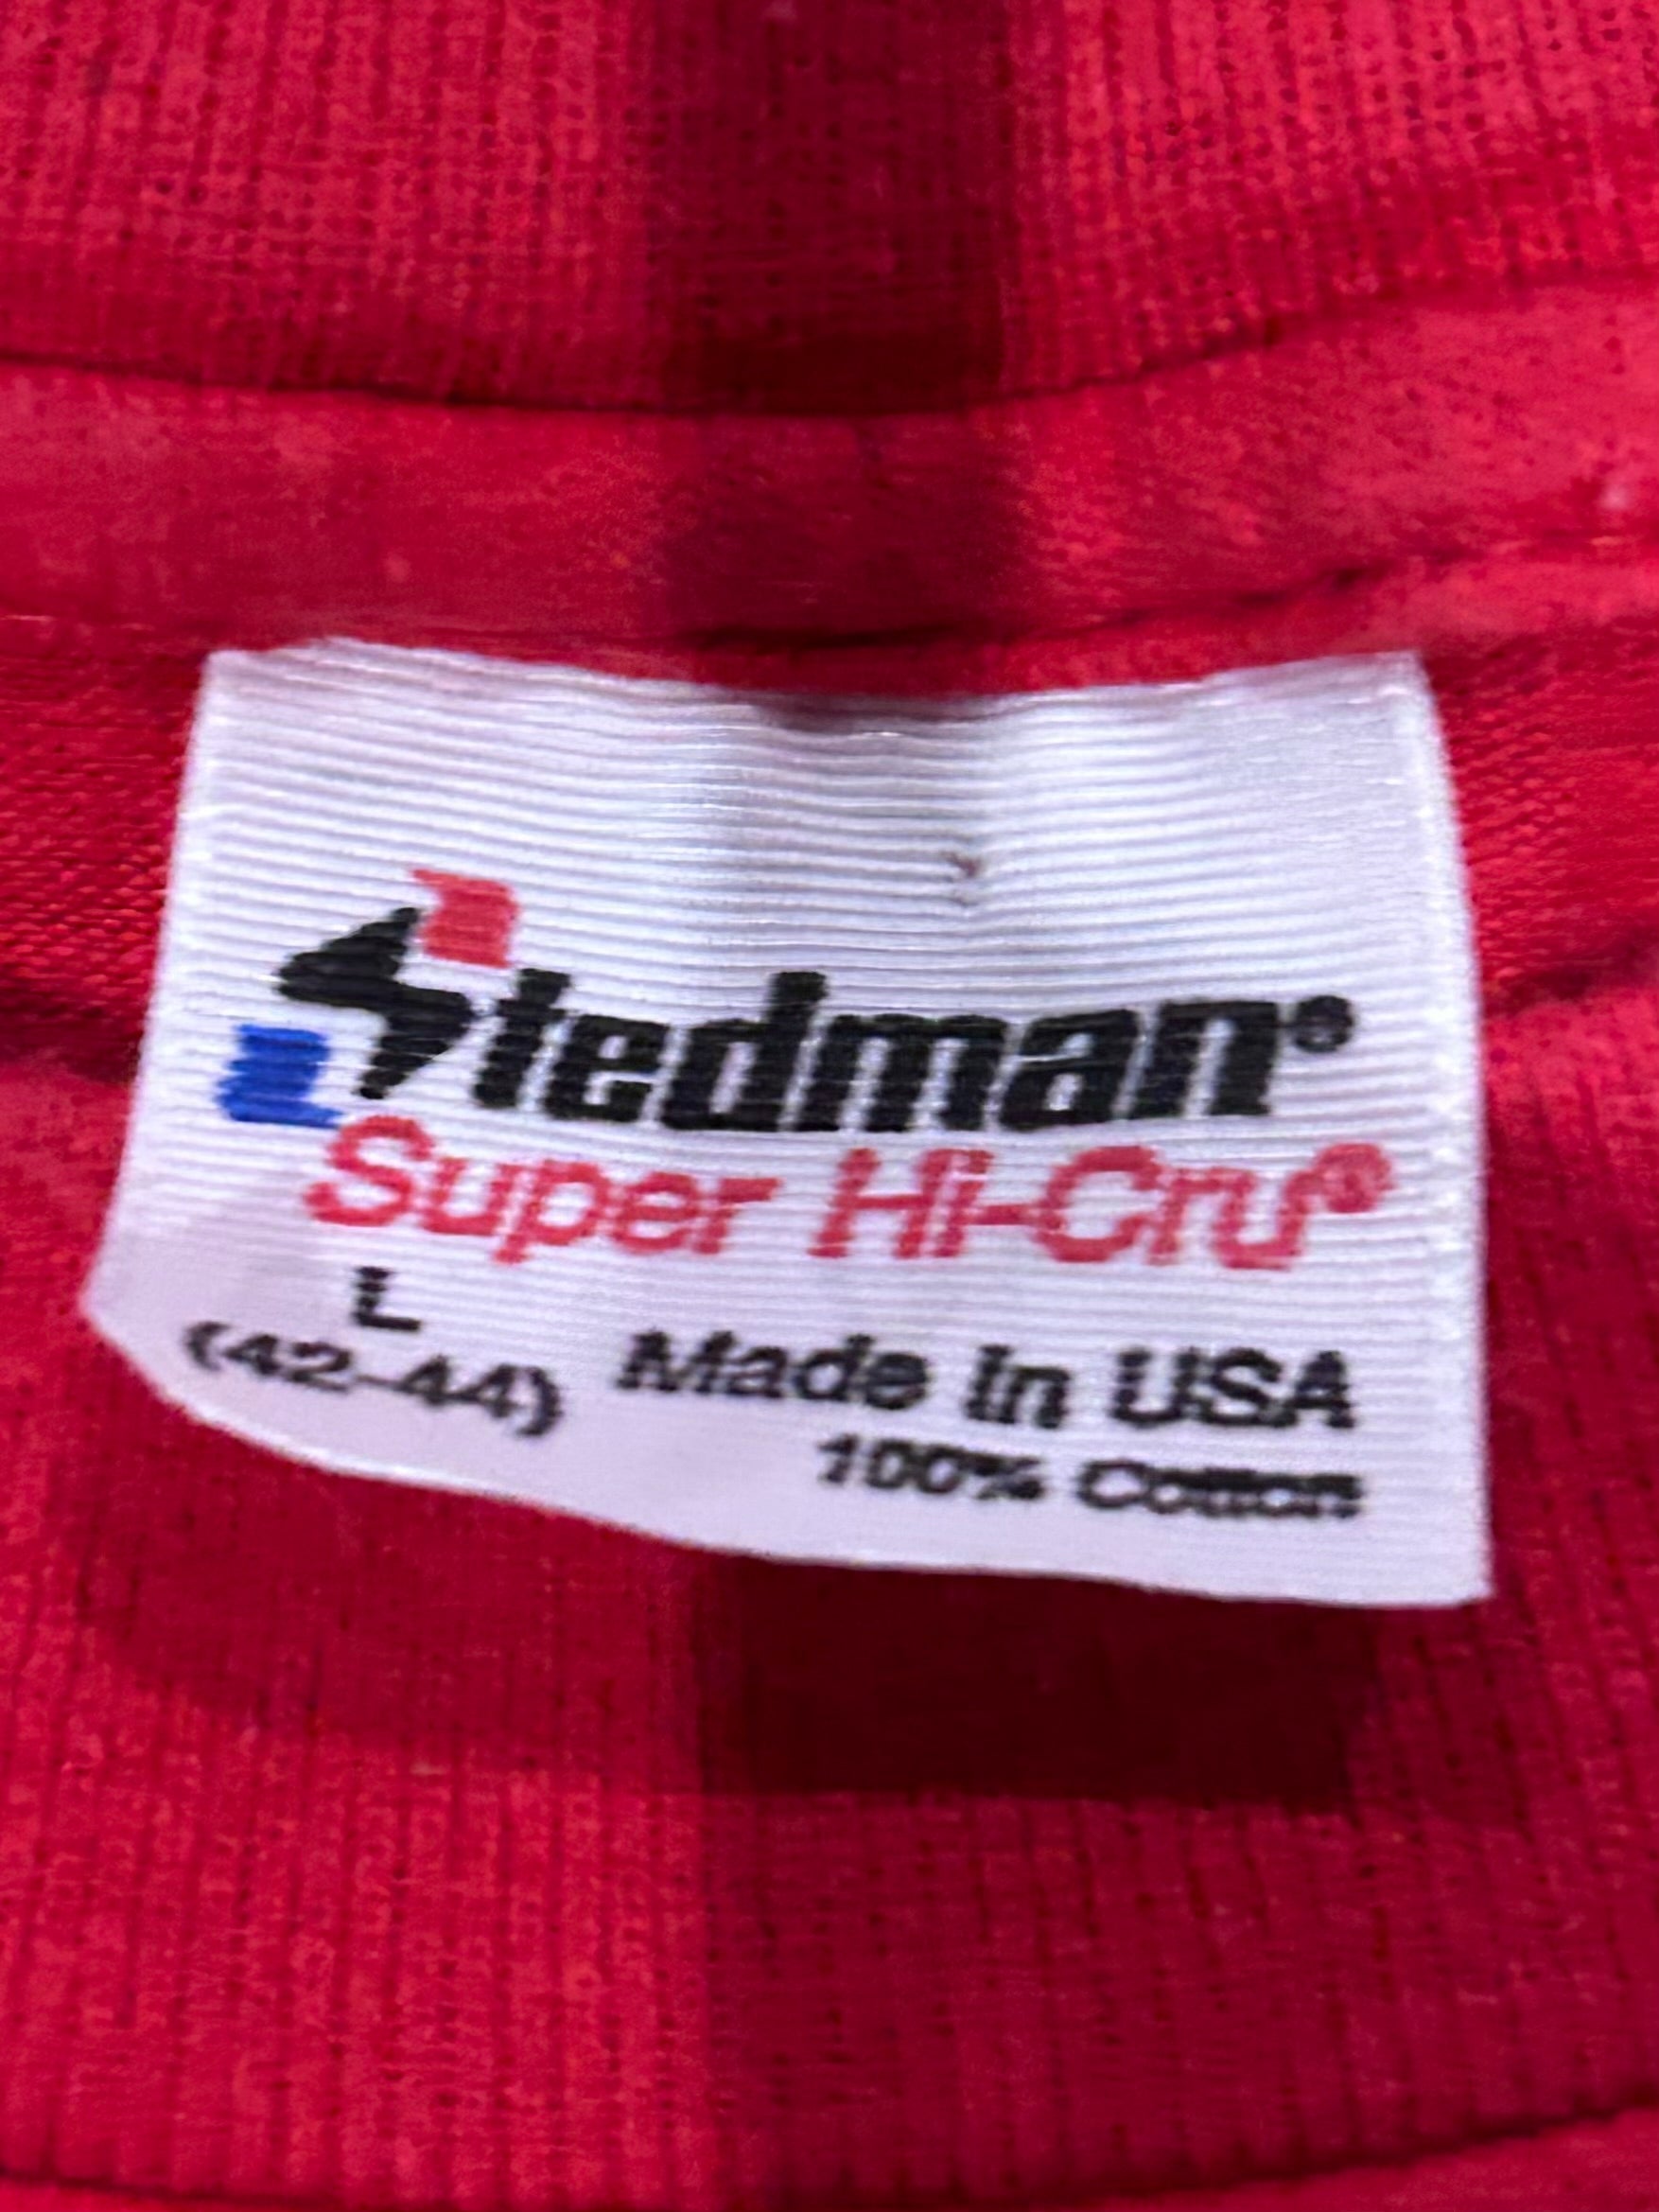 Stedman®
Super Hi-Cru®
L
(42-44) Made In USA
100% Cotton